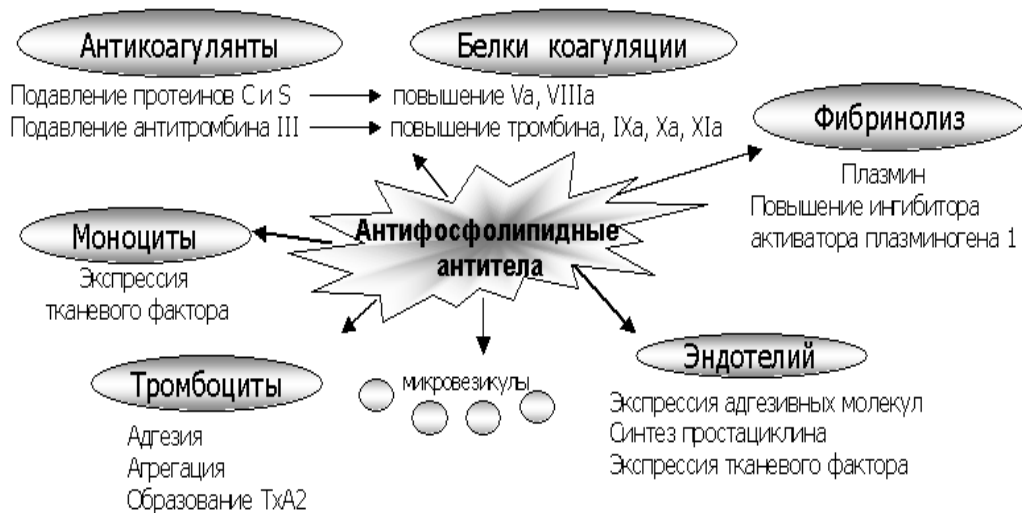 Антикоагулянты
Подавление протеинов С и S
Подавление антитромбина III
Белки коагуляции
повышение Va, VIIIa
повышение тромбина, IXa, Xa, XIa
Фибринолиз
Плазмин
Повышение ингибитора
активатора плазминогена 1
Антифосфолипидные
антитела
Моноциты
Экспрессия
тканевого фактора
Тромбоциты
Адгезия
Агрегация
Образование TxA2
микровезикулы
Эндотелий
Экспрессия адгезивных молекул
Синтез простациклина
Экспрессия тканевого фактора